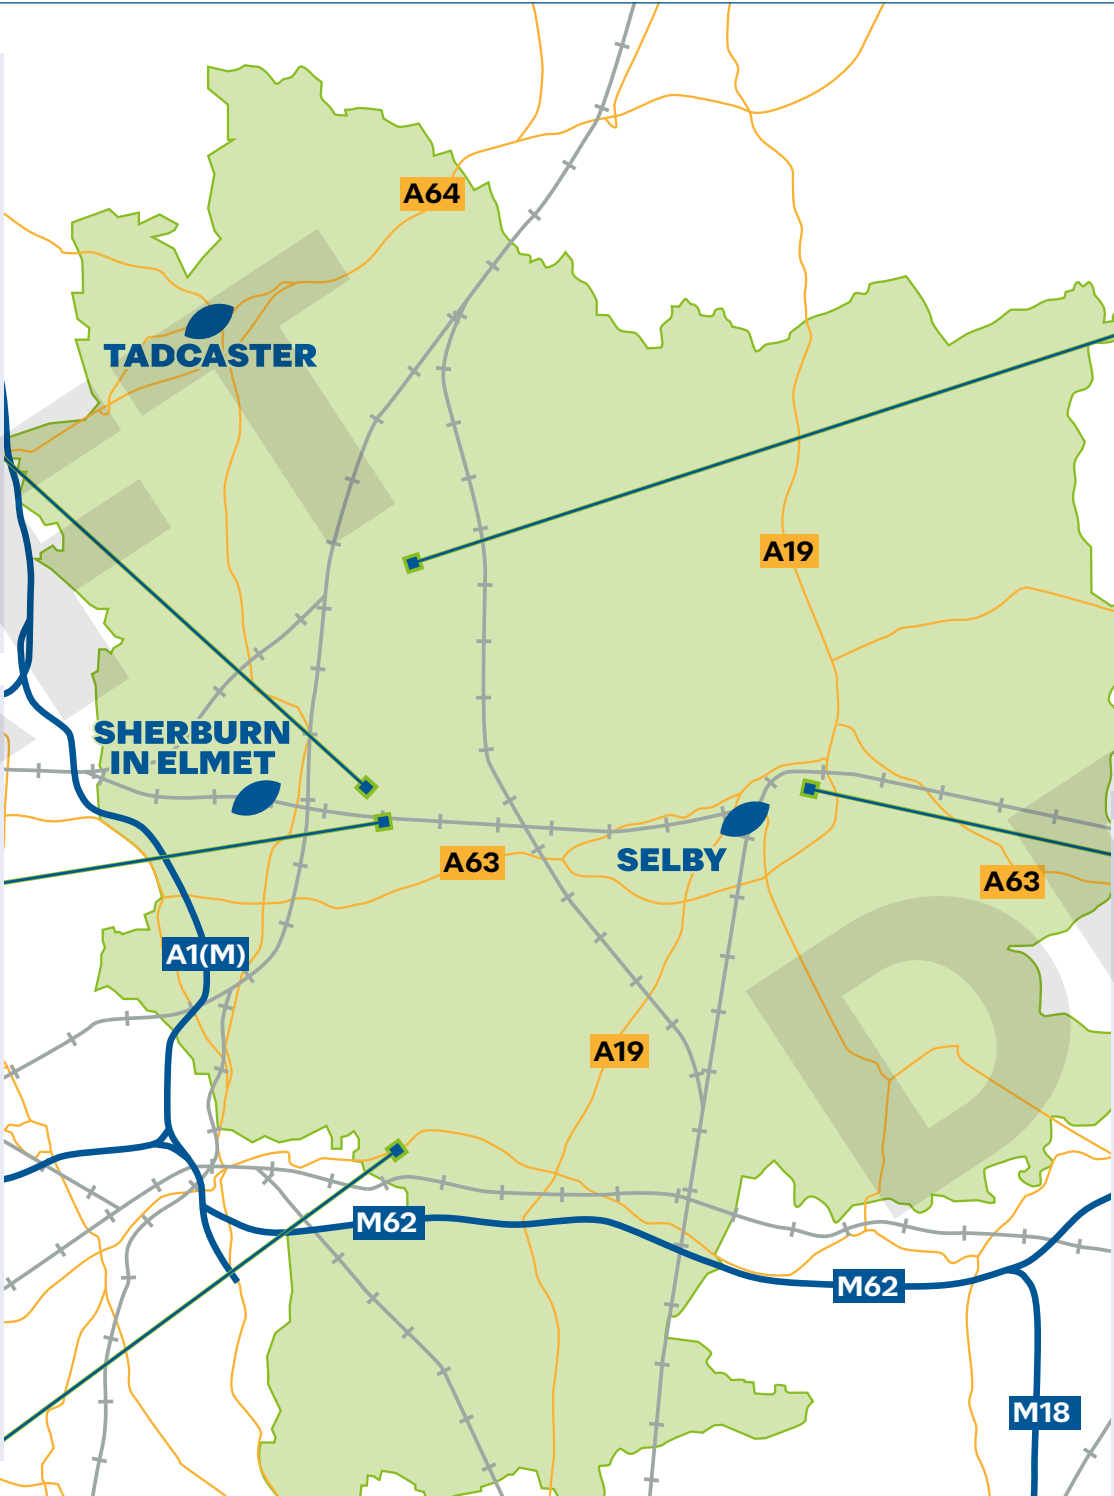 A64
TADCASTER
A19
SHERBURN
IN ELMET
SELBY
A63
A63
A1(M)
A19
M62
M62
M18